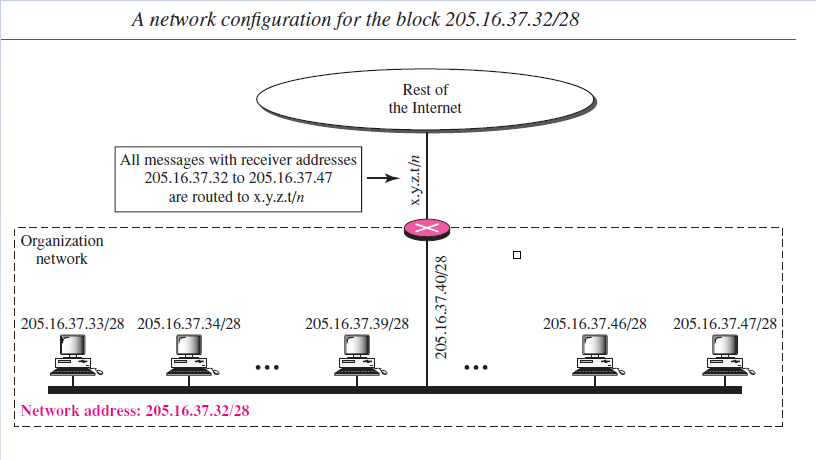 A network configuration for the block 205.16.37.32/28
Rest of
the Internet
All messages with receiver addresses
205.16.37.32 to 205.16.37.47
are routed to x.y.z.t/n
x.y.z.t/n
Organization
network
205.16.37.40/28
205.16.37.33/28
205.16.37.34/28
205.16.37.39/28
205.16.37.46/28
205.16.37.47/28
Network address: 205.16.37.32/28